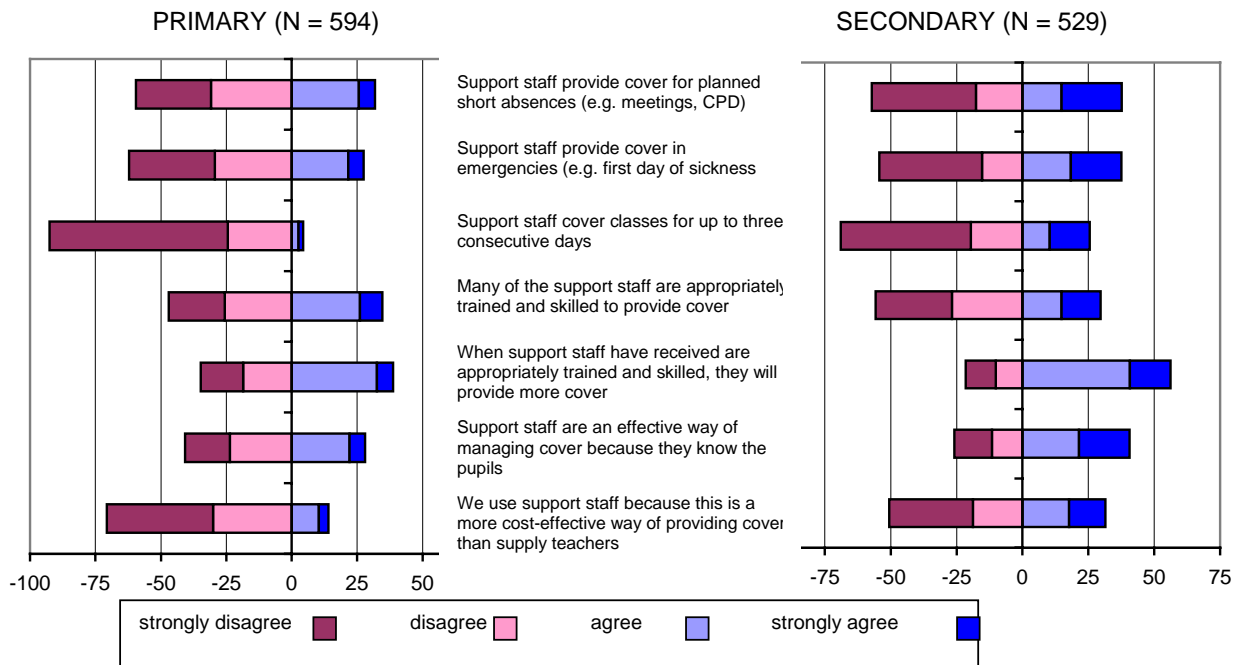 PRIMARY (N = 594)
SECONDARY (N = 529)
Support staff provide cover for planned
short absences (e.g. meetings, CPD)
Support staff provide cover in
emergencies (e.g. first day of sickness
Support staff cover classes for up to three
consecutive days
Many of the support staff are appropriately
trained and skilled to provide cover
When support staff have received are
appropriately trained and skilled, they will
provide more cover
Support staff are an effective way of
managing cover because they know the
pupils
We use support staff because this is a
more cost-effective way of providing cover
than supply teachers
-100 -75 -50 -25 0 25 50
-75 -50 -25 0 25 50 75
strongly disagree disagree agree strongly agree